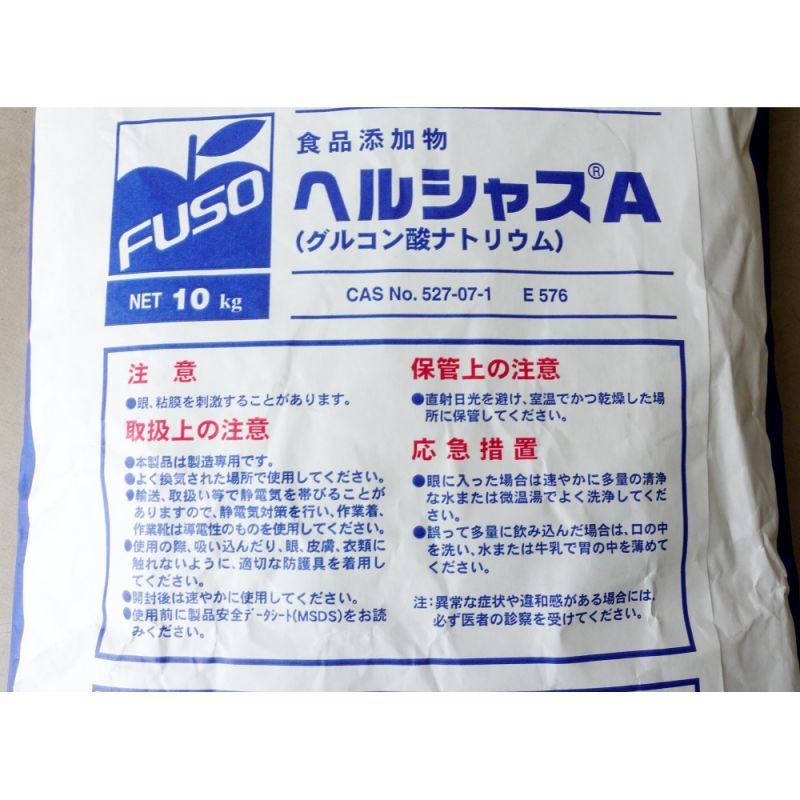 FUSO
NET 10 kg
食品添加物
ヘルシャス®A
(グルコン酸ナトリウム)
CAS No. 527-07-1 E 576
注 意
●眼、粘膜を刺激することがあります。
取扱上の注意
●本製品は製造専用です。
●よく換気された場所で使用してください。
●輸送、取扱い等で静電気を帯びることが
ありますので、静電気対策を行い、作業着、
作業靴は導電性のものを使用してください。
●使用の際、吸い込んだり、眼、皮膚、衣類に
触れないように、適切な防護具を着用し
てください。
●開封後は速やかに使用してください。
●使用前に製品安全データシート(MSDS)をお読
みください。
保管上の注意
●直射日光を避け、室温でかつ乾燥した場
所に保管してください。
応急措置
●眼に入った場合は速やかに多量の清浄
な水または微温湯でよく洗浄してくだ
さい。
●誤って多量に飲み込んだ場合は、口の中
を洗い、水または牛乳で胃の中を薄めて
ください。
注:異常な症状や違和感がある場合には、
必ず医者の診察を受けてください。